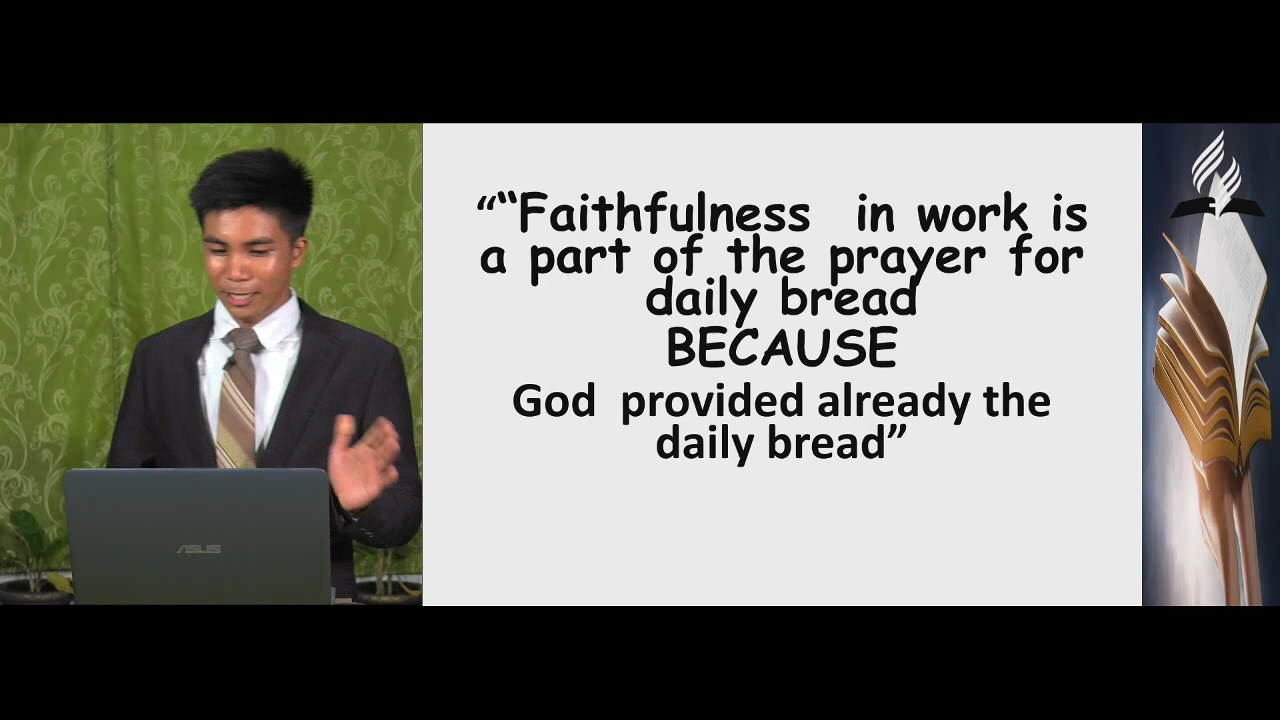 ““Faithfulness in work is
a part of the prayer for
daily bread
BECAUSE
God provided already the
daily bread”
ASUS